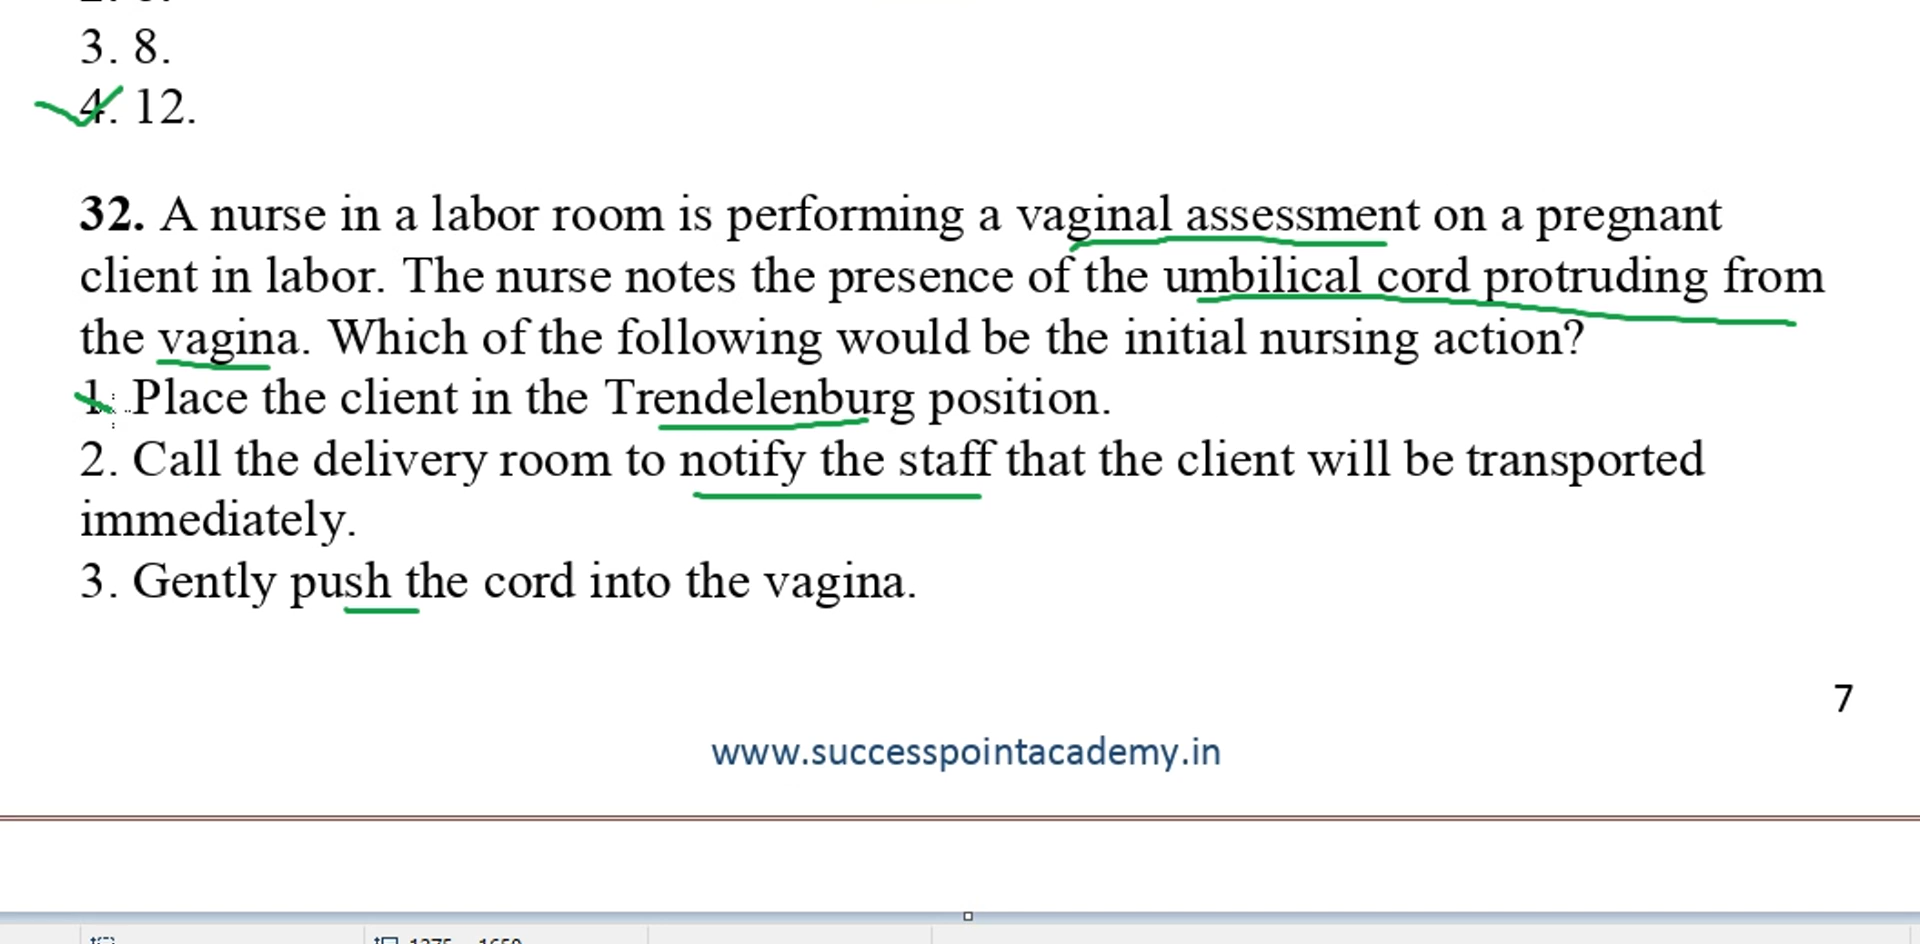 3. 8.
4. 12.
32. A nurse in a labor room is performing a vaginal assessment on a pregnant
client in labor. The nurse notes the presence of the umbilical cord protruding from
the vagina. Which of the following would be the initial nursing action?
1. Place the client in the Trendelenburg position.
2. Call the delivery room to notify the staff that the client will be transported
immediately.
3. Gently push the cord into the vagina.
7
www.successpointacademy.in